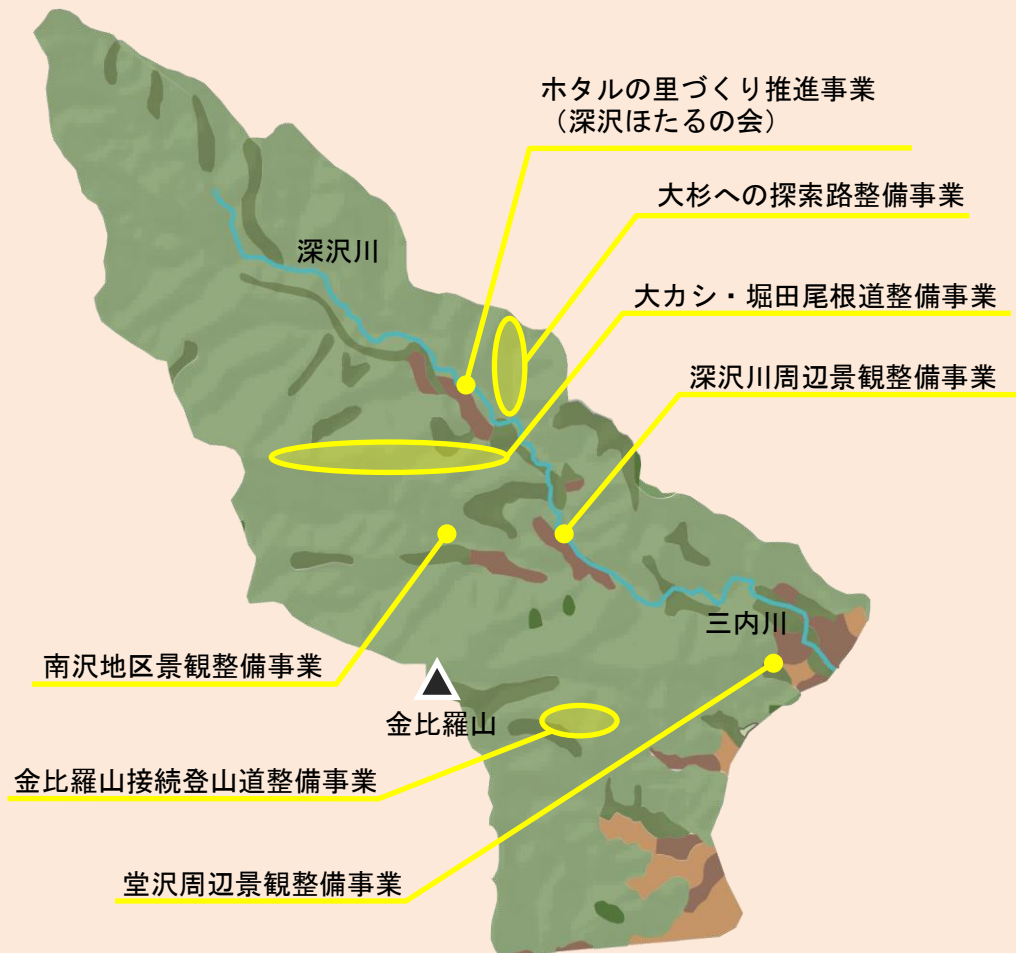 ホタルの里づくり推進事業
（深沢ほたるの会）
大杉への探索路整備事業
深沢川
大カシ・堀田尾根道整備事業
深沢川周辺景観整備事業
三内川
南沢地区景観整備事業
金比羅山
金比羅山接続登山道整備事業
堂沢周辺景観整備事業